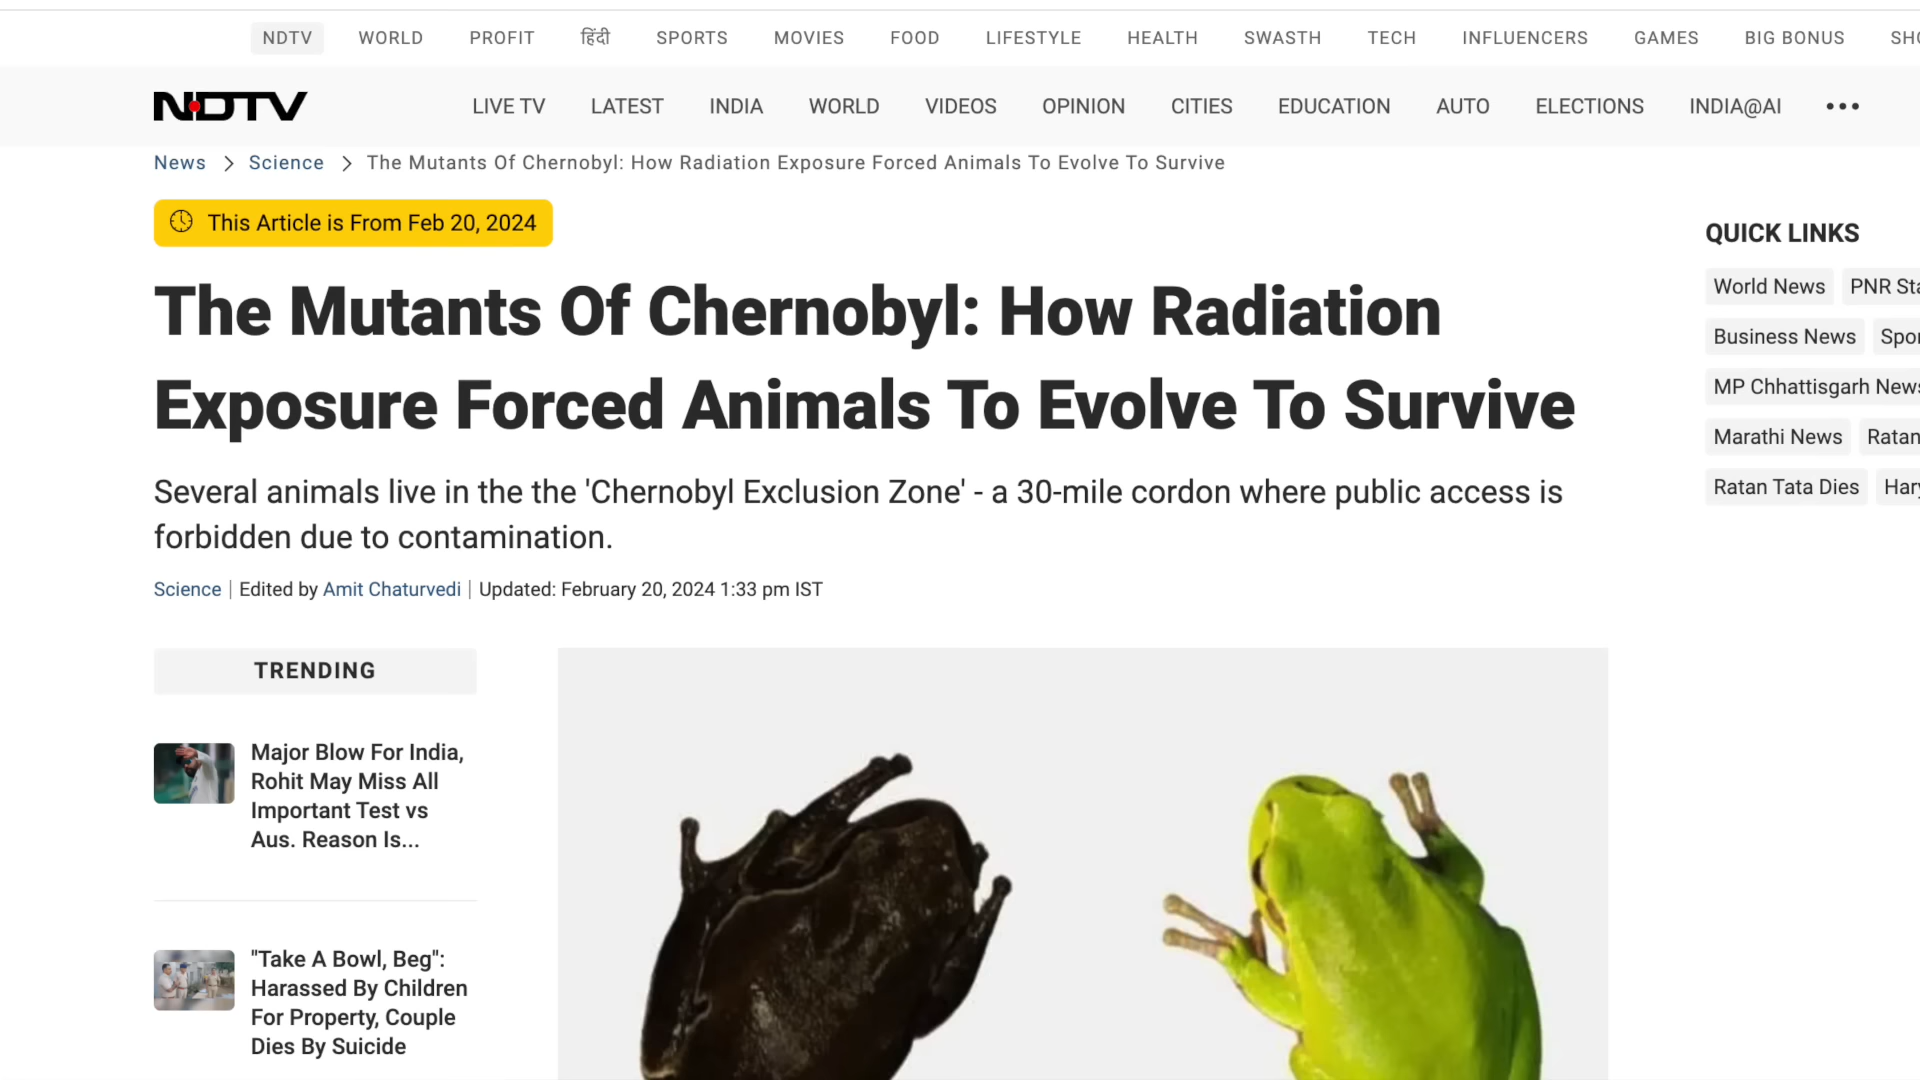 NDTV WORLD PROFIT हिंदी SPORTS MOVIES FOOD LIFESTYLE HEALTH SWASTH TECH INFLUENCERS GAMES BIG BONUS SHO
NDTV LIVE TV LATEST INDIA WORLD VIDEOS OPINION CITIES EDUCATION AUTO ELECTIONS INDIA@AI
News > Science > The Mutants Of Chernobyl: How Radiation Exposure Forced Animals To Evolve To Survive
This Article is From Feb 20, 2024
The Mutants Of Chernobyl: How Radiation
Exposure Forced Animals To Evolve To Survive
Several animals live in the the 'Chernobyl Exclusion Zone' - a 30-mile cordon where public access is
forbidden due to contamination.
Science | Edited by Amit Chaturvedi | Updated: February 20, 2024 1:33 pm IST
TRENDING
Major Blow For India,
Rohit May Miss All
Important Test vs
Aus. Reason Is...
"Take A Bowl, Beg":
Harassed By Children
For Property, Couple
Dies By Suicide
QUICK LINKS
World News PNR Sta
Business News Spor
MP Chhattisgarh News
Marathi News Ratan
Ratan Tata Dies Hary